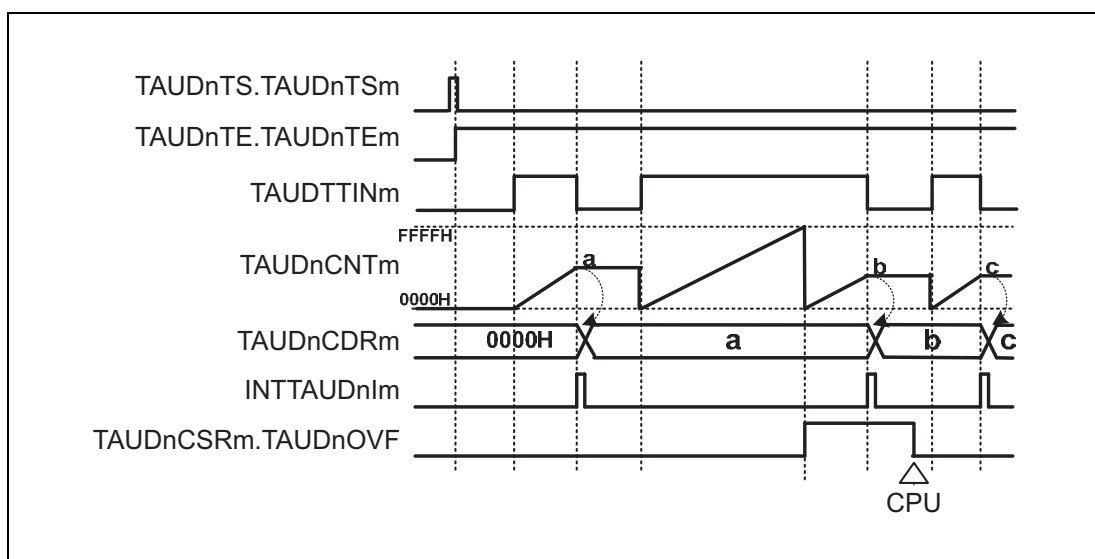 TAUDnTS.TAUDnTSm
TAUDnTE.TAUDnTEm
TAUDTTINm
FFFFH
TAUDnCNTm
a
b
c
0000H
TAUDnCDRm
0000H
a
b
c
INTTAUDnIm
TAUDnCSRm.TAUDnOVF
CPU